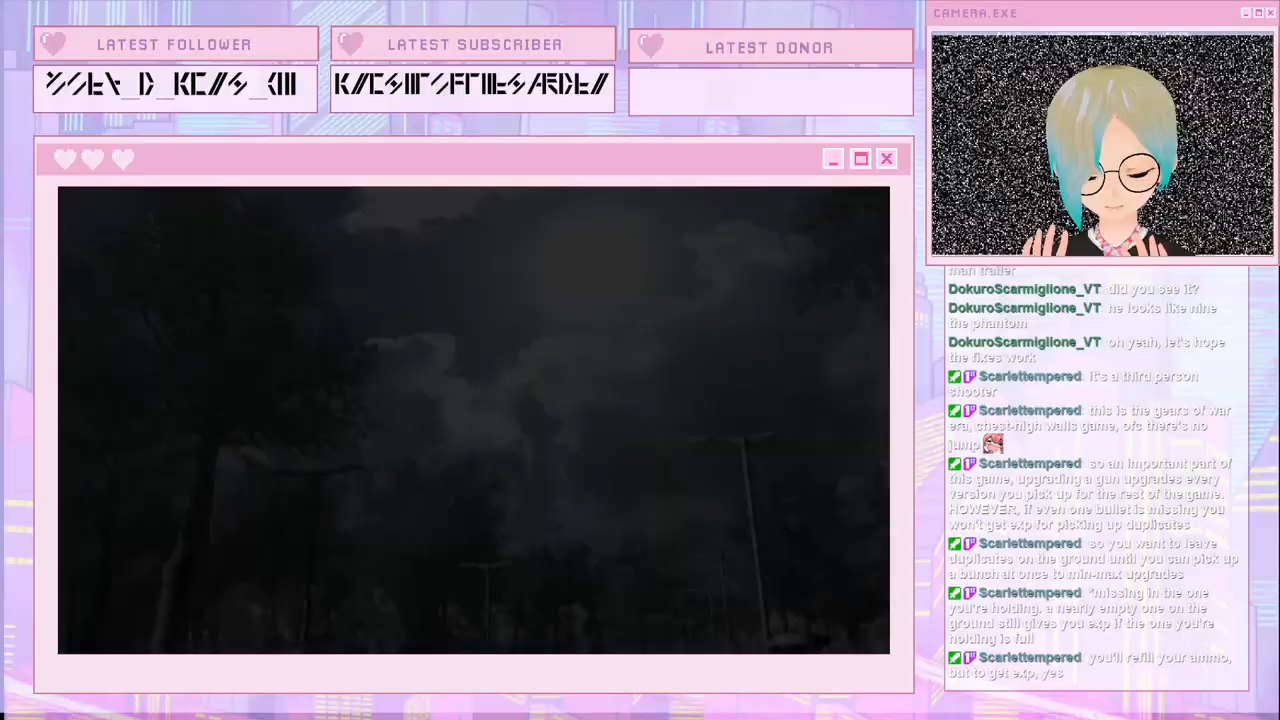 LATEST FOLLOWER
LATEST SUBSCRIBER
LATEST DONOR
CAMERA.EXE
man trailer
DokuroScarmiglione_VT: did you see it?
DokuroScarmiglione_VT: he looks like nine
the phantom
DokuroScarmiglione_VT: oh yeah, let's hope
the fixes work
Scarlettempered: it's a third person
shooter
Scarlettempered: this is the gears of war
era, chest-high walls game, ofc there's no
jump
Scarlettempered: so an important part of
this game, upgrading a gun upgrades every
version you pick up for the rest of the game.
HOWEVER, if even one bullet is missing you
won't get exp for picking up duplicates
Scarlettempered: so you want to leave
duplicates on the ground until you can pick up
a bunch at once to min-max upgrades
Scarlettempered: *missing in the one
you're holding. a nearly empty one on the
ground still gives you exp if the one you're
holding is full
Scarlettempered: you'll refill your ammo,
but to get exp, yes